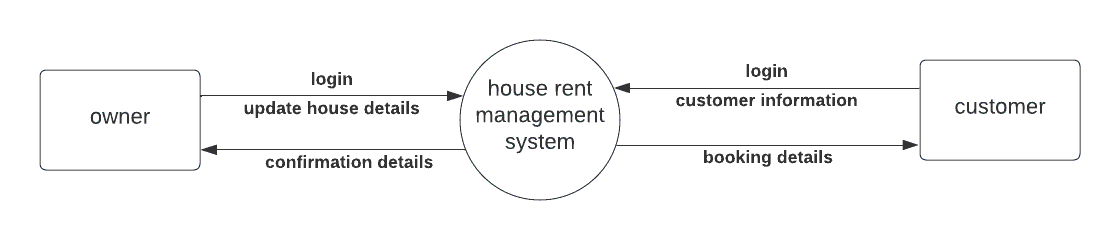 owner
login
update house details
confirmation details
house rent
management
system
login
customer information
booking details
customer